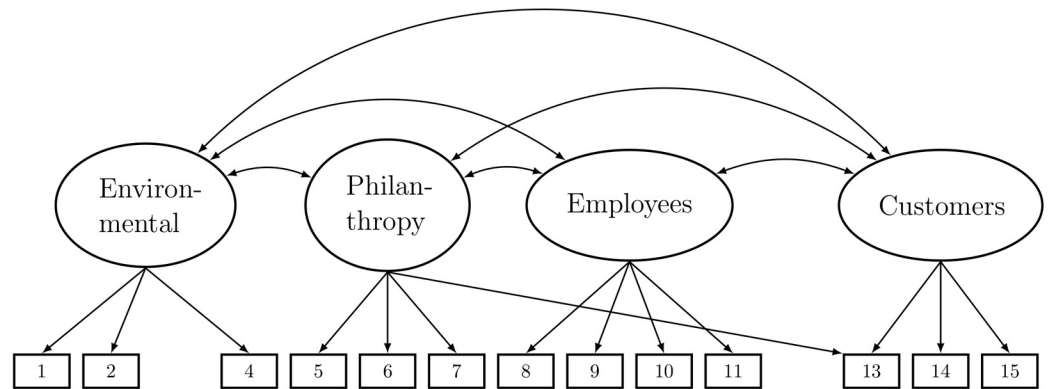 Environ-
mental
Philan-
thropy
Employees
Customers
1 2 4 5 6 7 8 9 10 11 13 14 15